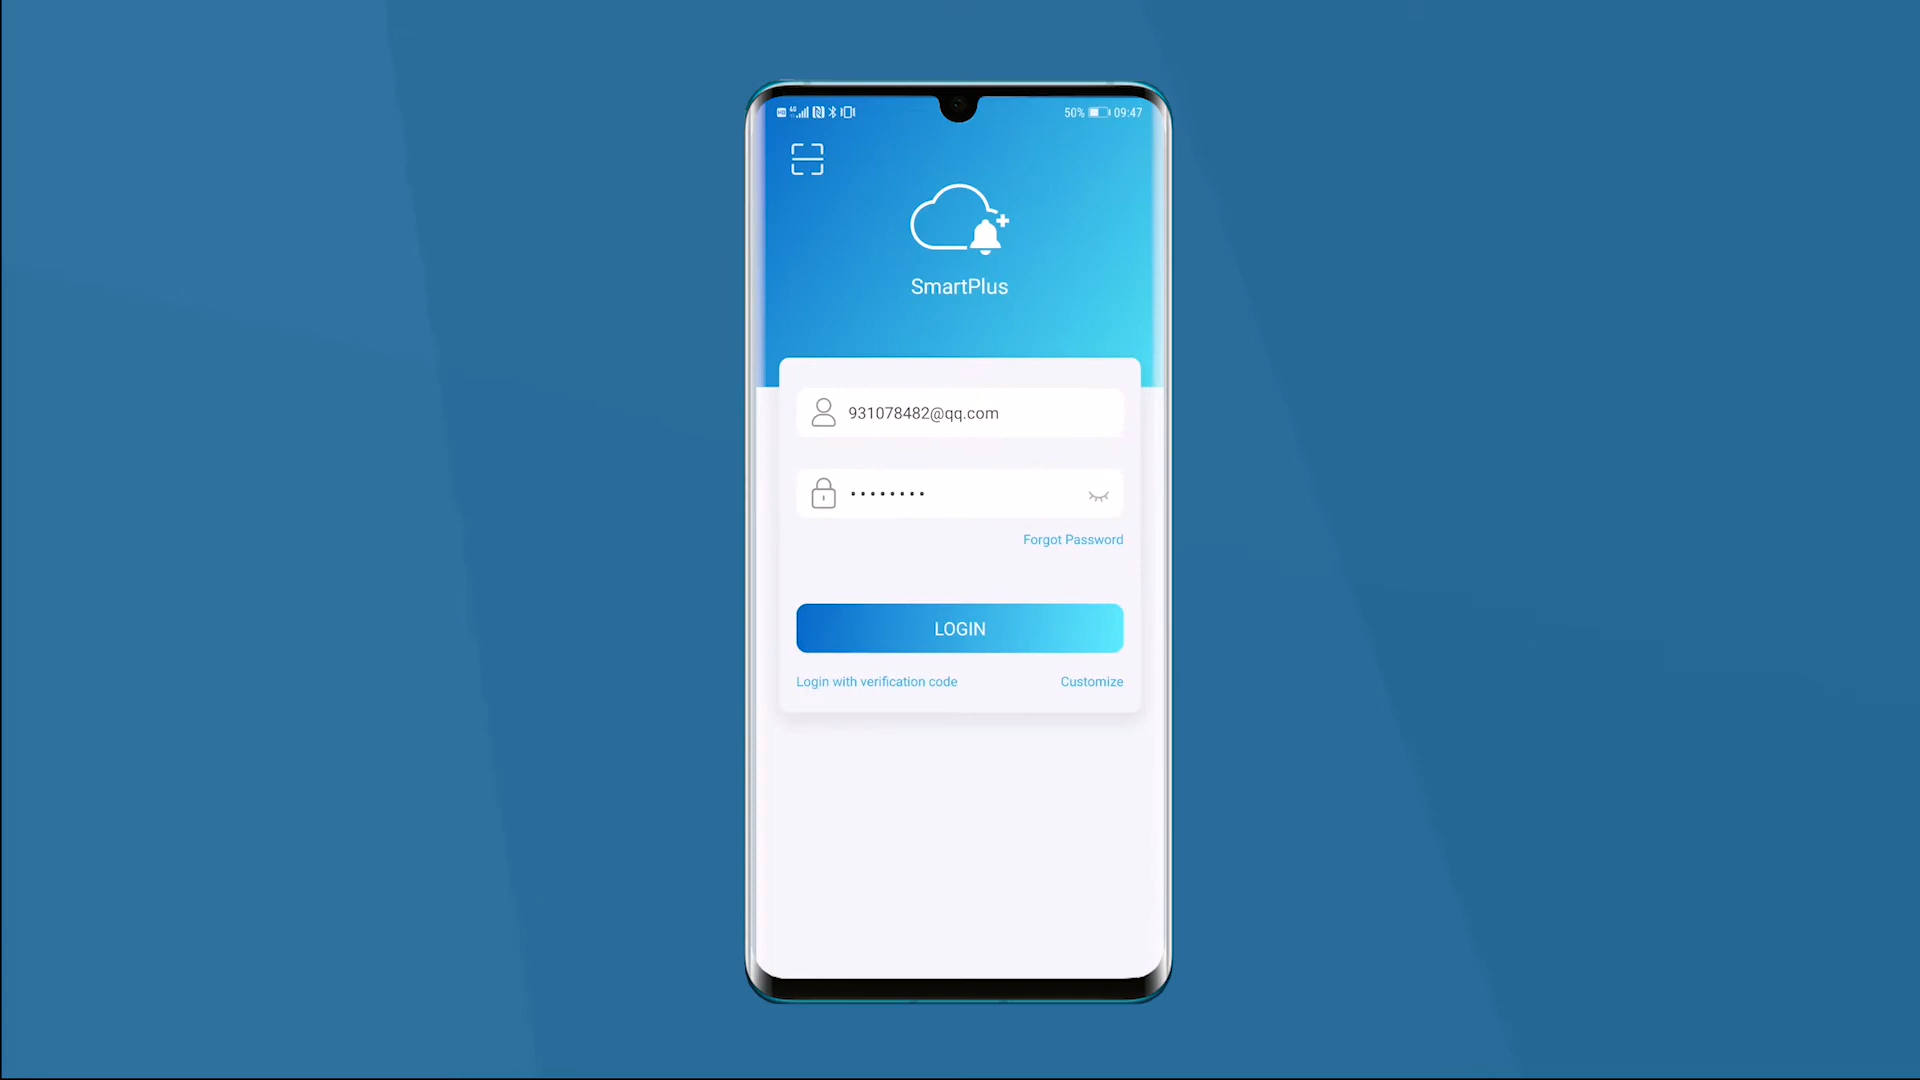 50% 09:47
SmartPlus
931078482@qq.com
••••••••
Forgot Password
LOGIN
Login with verification code
Customize